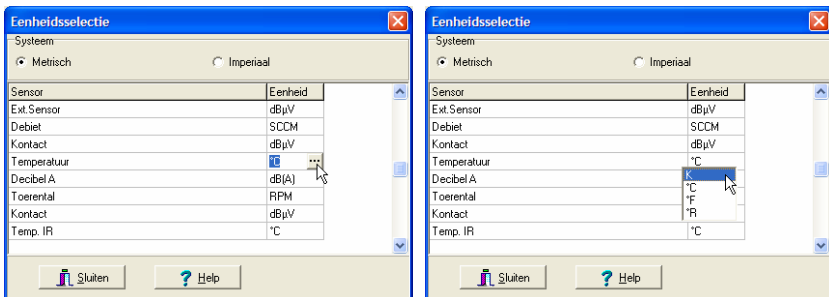 Eenheidsselectie
Systeem
Metrisch Imperiaal
Sensor Eenheid
Ext.Sensor dBµV
Debiet SCCM
Kontact dBµV
Temperatuur °C ...
Decibel A dB(A)
Toerental RPM
Kontact dBµV
Temp. IR °C
Sluiten Help
Eenheidsselectie
Systeem
Metrisch Imperiaal
Sensor Eenheid
Ext.Sensor dBµV
Debiet SCCM
Kontact dBµV
Temperatuur °C
Decibel A K
°C
Toerental °F
Kontact °R
Temp. IR °C
Sluiten Help